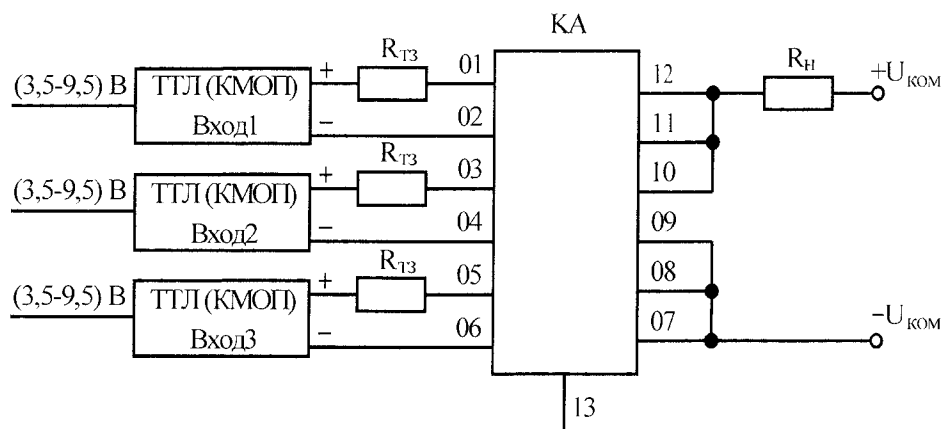 КА
R_ТЗ 01 12 R_Н +U_КОМ
(3,5-9,5) В ТТЛ (КМОП) + 
Вход1 − 02 11
R_ТЗ 03 10
(3,5-9,5) В ТТЛ (КМОП) +
Вход2 − 04 09
R_ТЗ 05 08
(3,5-9,5) В ТТЛ (КМОП) +
Вход3 − 06 07 −U_КОМ
13